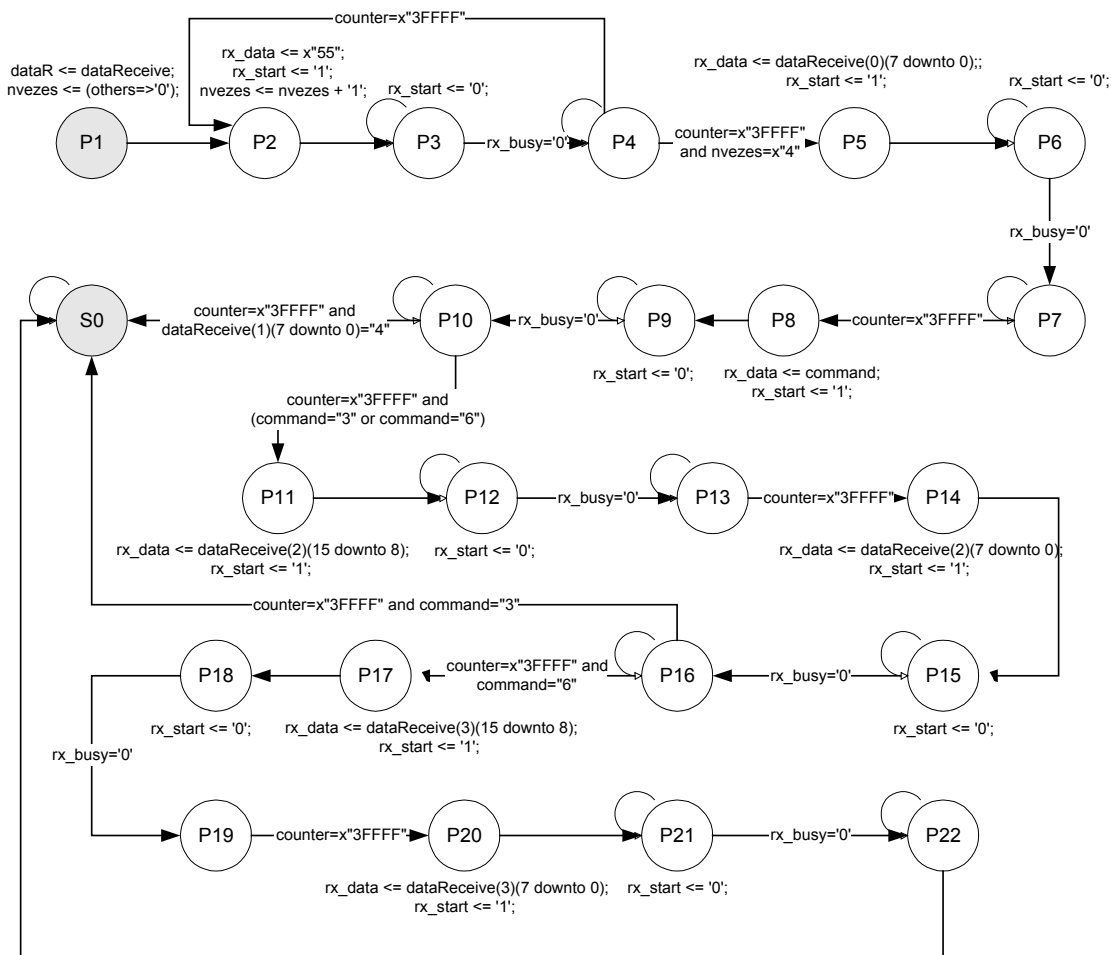 counter=x"3FFFF"
dataR <= dataReceive;
nvezes <= (others=>'0');
rx_data <= x"55";
rx_start <= '1';
nvezes <= nvezes + '1';
rx_start <= '0';
rx_data <= dataReceive(0)(7 downto 0);;
rx_start <= '1';
rx_start <= '0';
P1
P2
P3
rx_busy='0'
P4
counter=x"3FFFF"
and nvezes=x"4"
P5
P6
rx_busy='0'
S0
counter=x"3FFFF" and
dataReceive(1)(7 downto 0)="4"
P10
rx_busy='0'
P9
P8
counter=x"3FFFF"
P7
rx_start <= '0';
rx_data <= command;
rx_start <= '1';
counter=x"3FFFF" and
(command="3" or command="6")
P11
P12
rx_busy='0'
P13
counter=x"3FFFF"
P14
rx_data <= dataReceive(2)(15 downto 8);
rx_start <= '1';
rx_start <= '0';
rx_data <= dataReceive(2)(7 downto 0);
rx_start <= '1';
counter=x"3FFFF" and command="3"
P18
P17
counter=x"3FFFF" and
command="6"
P16
rx_busy='0'
P15
rx_start <= '0';
rx_data <= dataReceive(3)(15 downto 8);
rx_start <= '1';
rx_start <= '0';
rx_busy='0'
P19
counter=x"3FFFF"
P20
P21
rx_busy='0'
P22
rx_data <= dataReceive(3)(7 downto 0);
rx_start <= '1';
rx_start <= '0';